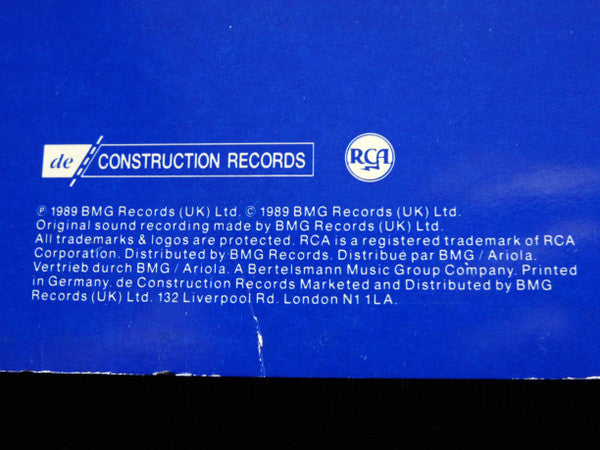 de CONSTRUCTION RECORDS RCA
℗ 1989 BMG Records (UK) Ltd. © 1989 BMG Records (UK) Ltd.
Original sound recording made by BMG Records (UK) Ltd.
All trademarks & logos are protected. RCA is a registered trademark of RCA
Corporation. Distributed by BMG Records. Distribué par BMG / Ariola.
Vertrieb durch BMG / Ariola. A Bertelsmann Music Group Company. Printed
in Germany. de Construction Records Marketed and Distributed by BMG
Records (UK) Ltd. 132 Liverpool Rd. London N1 1LA.